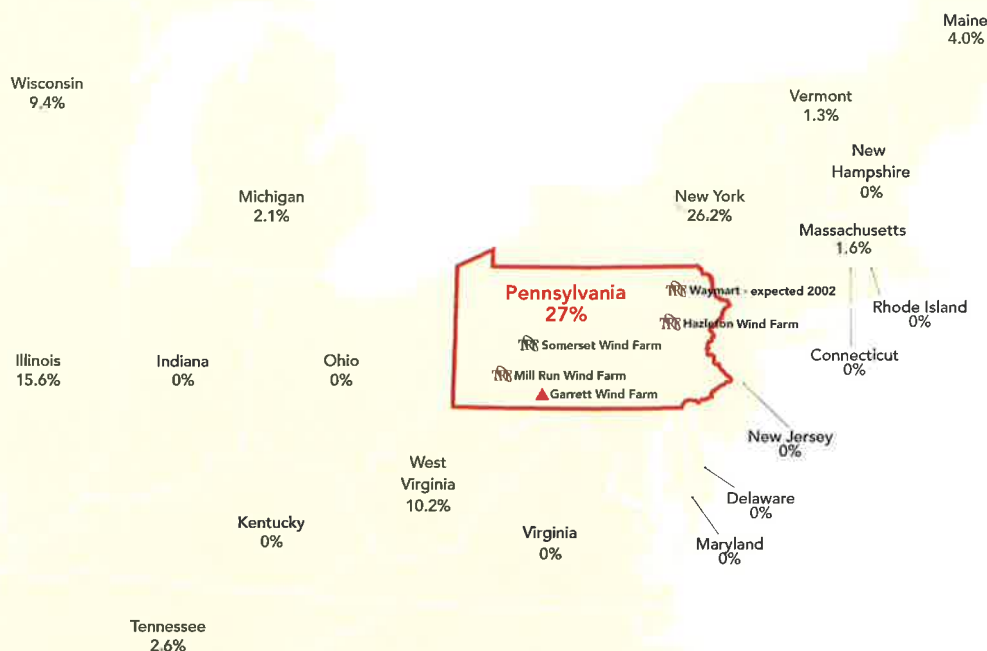 Maine
4.0%
Wisconsin
9.4%
Vermont
1.3%
New
Hampshire
0%
Michigan
2.1%
New York
26.2%
Massachusetts
1.6%
Pennsylvania
27%
Waymart - expected 2002
Rhode Island
0%
Hazleton Wind Farm
Somerset Wind Farm
Connecticut
0%
Illinois
15.6%
Indiana
0%
Ohio
0%
Mill Run Wind Farm
Garrett Wind Farm
New Jersey
0%
West
Virginia
10.2%
Delaware
0%
Kentucky
0%
Virginia
0%
Maryland
0%
Tennessee
2.6%